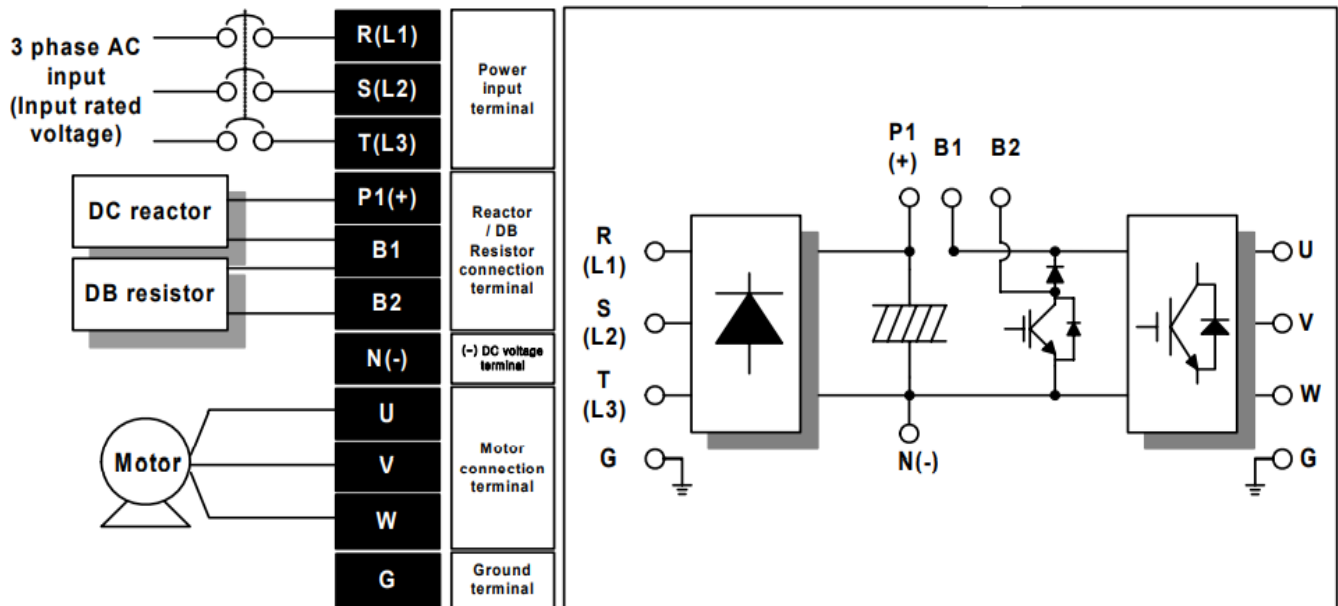 3 phase AC
input
(Input rated
voltage)
R(L1)
S(L2)
T(L3)
Power
input
terminal
DC reactor
DB resistor
P1(+)
B1
B2
Reactor
/ DB
Resistor
connection
terminal
N(-)
(-) DC voltage
terminal
Motor
U
V
W
Motor
connection
terminal
G
Ground
terminal
P1
(+)
B1
B2
R
(L1)
S
(L2)
T
(L3)
G
N(-)
U
V
W
G